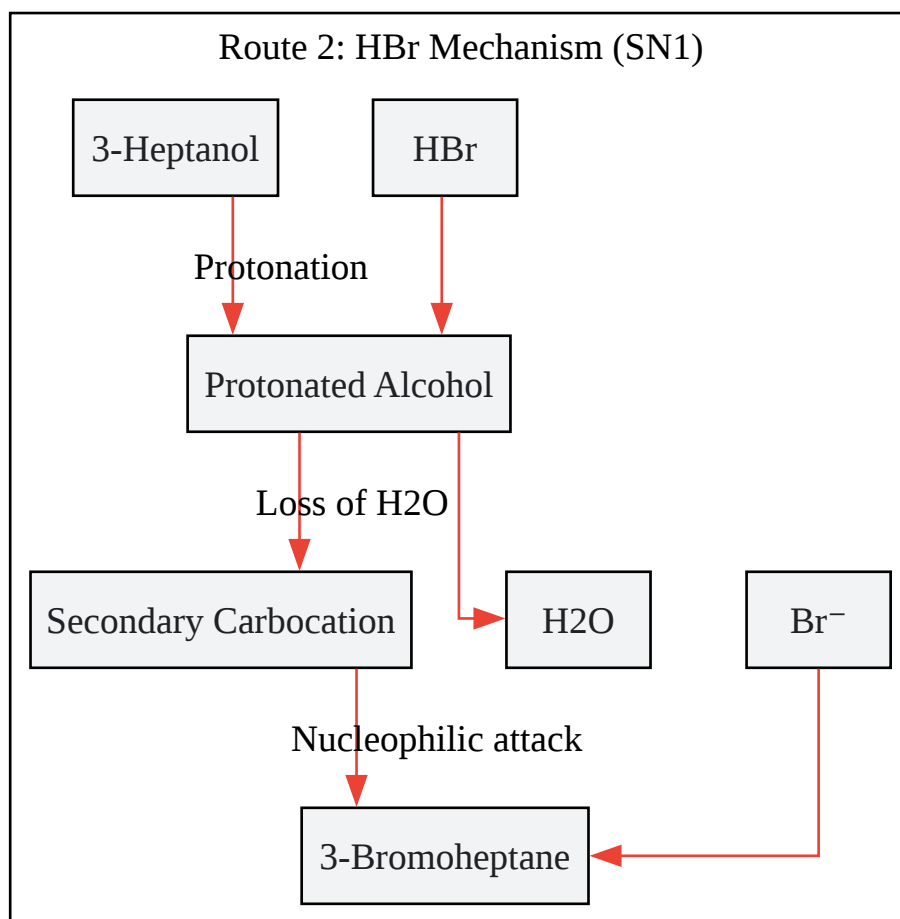 Route 2: HBr Mechanism (SN1)
3-Heptanol
HBr
Protonation
Protonated Alcohol
Loss of H2O
Secondary Carbocation
H2O
Br⁻
Nucleophilic attack
3-Bromoheptane